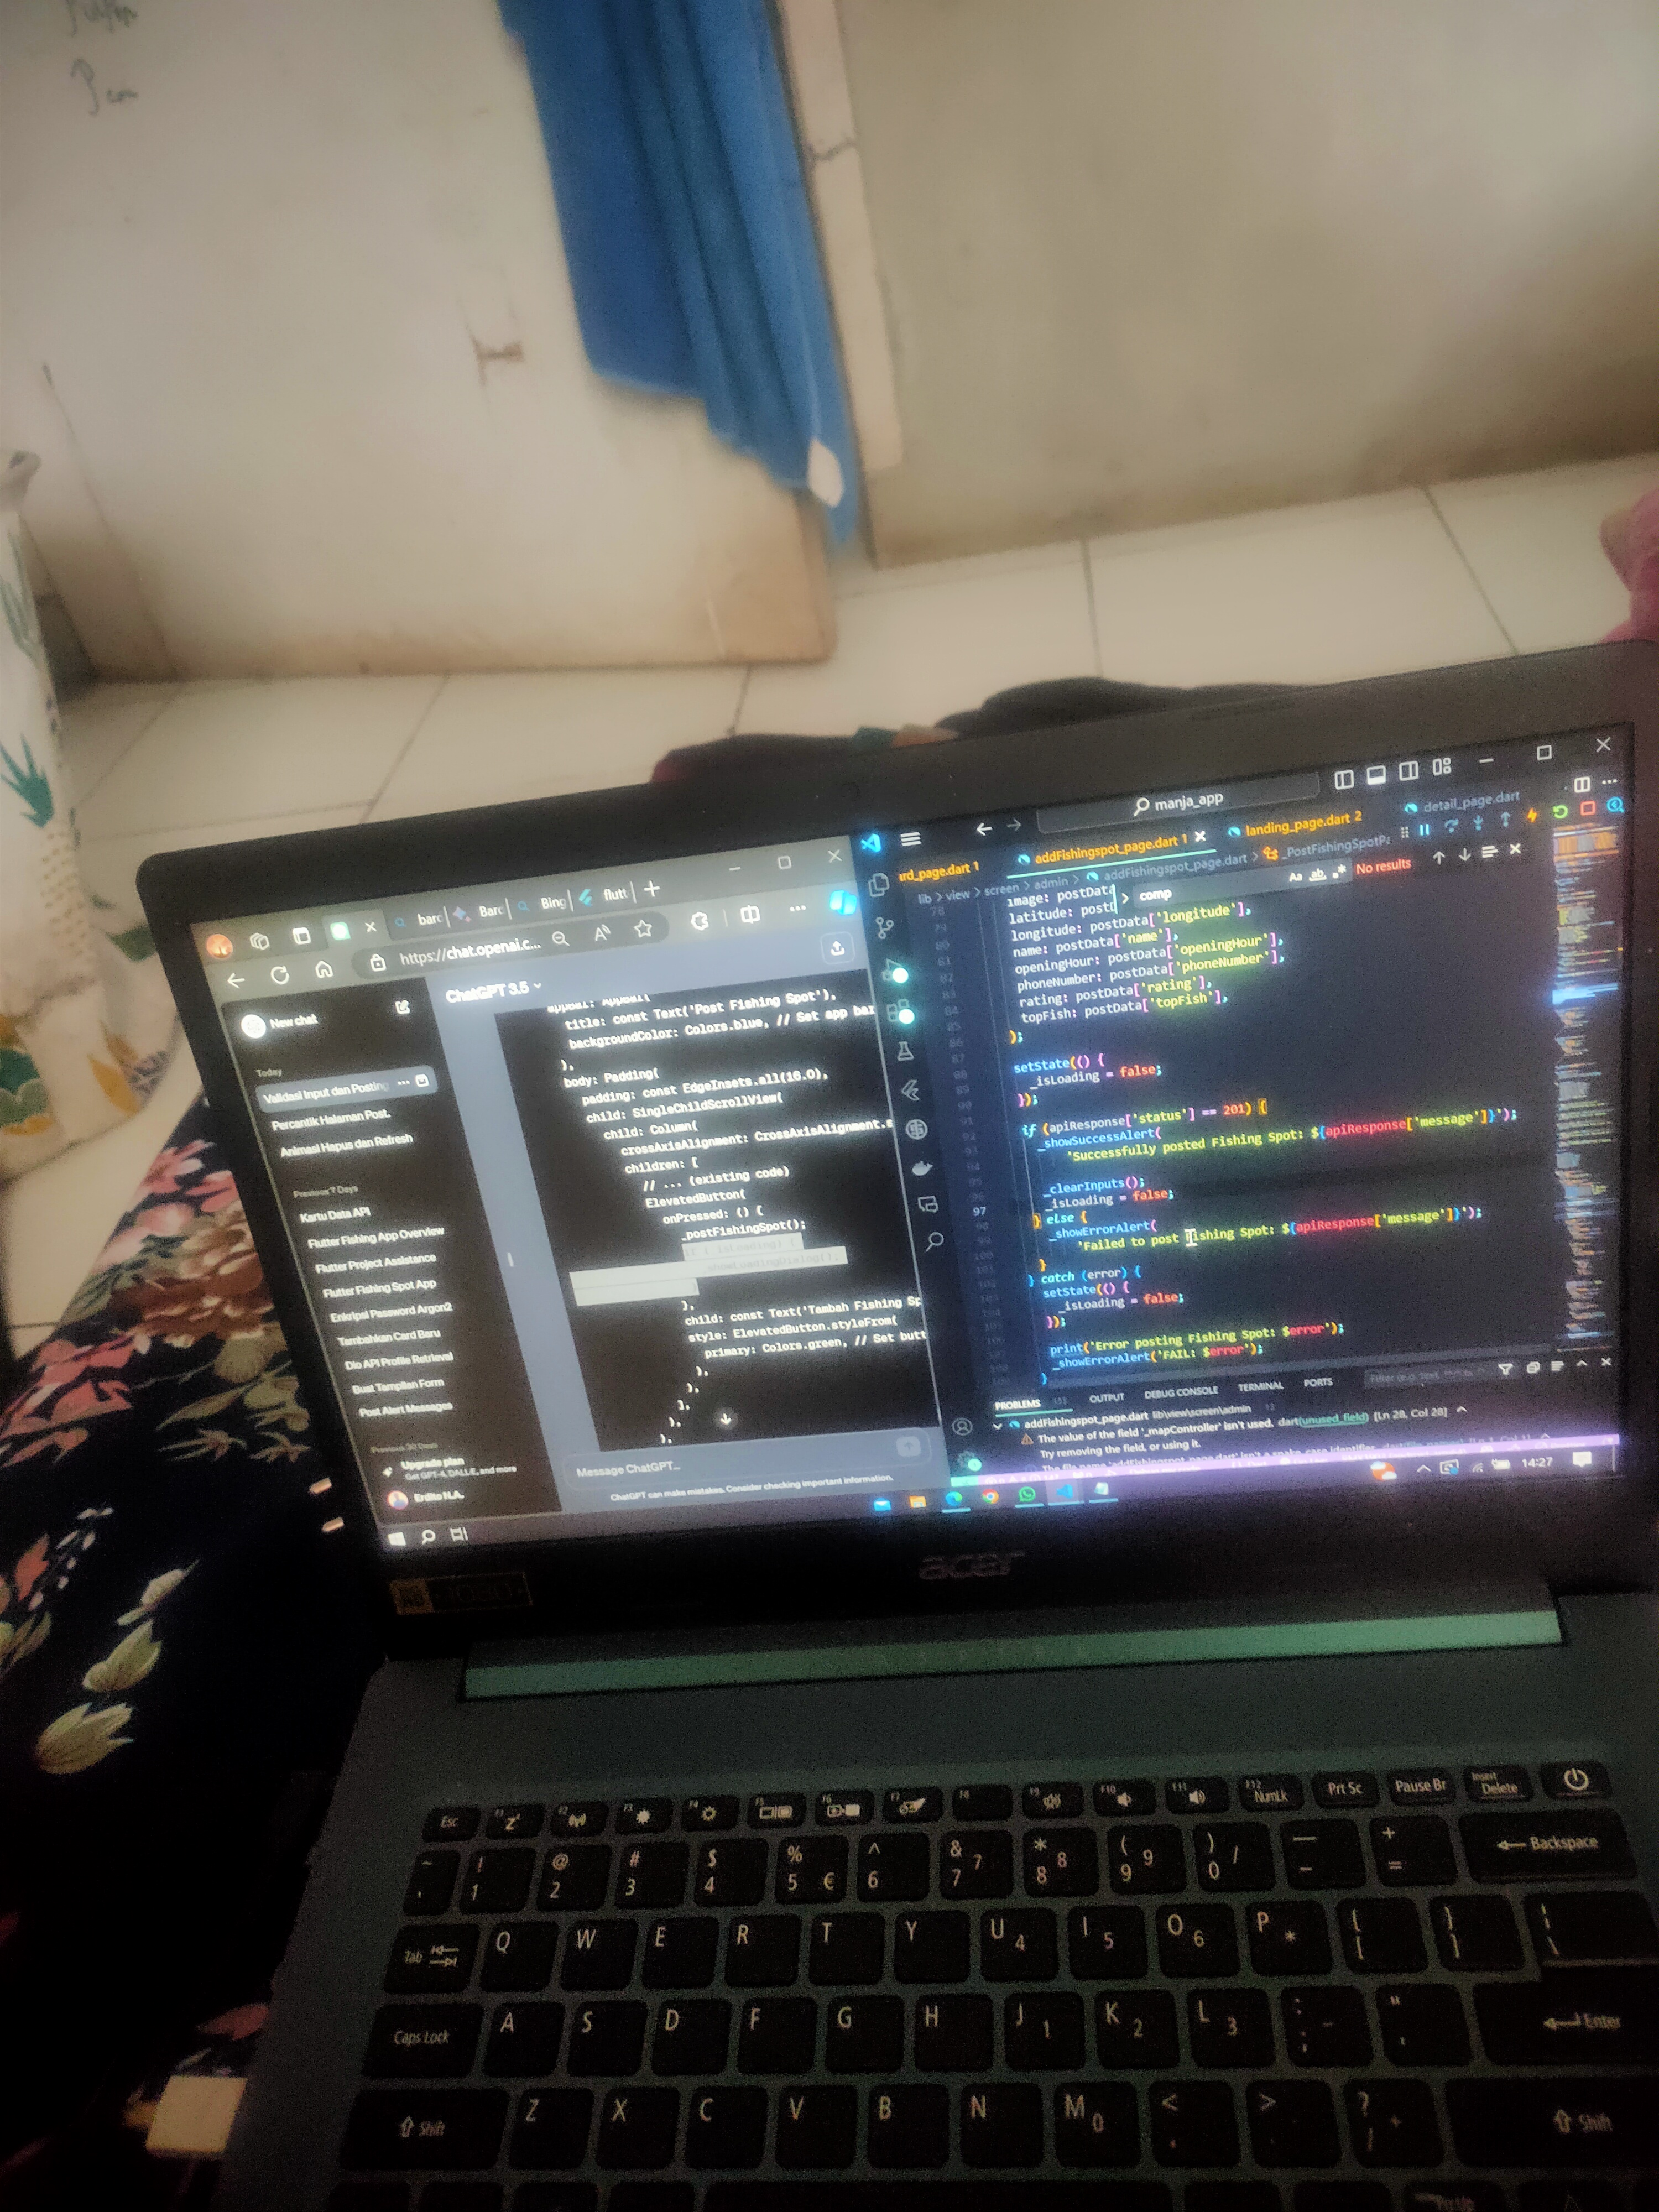 https://chat.openai.c...
barc
Barc
Bing
flutt
ChatGPT 3.5
New chat
Today
Validasi Input dan Posting
Percantik Halaman Post.
Animasi Hapus dan Refresh
Previous 7 Days
Kartu Data API
Flutter Fishing App Overview
Flutter Project Assistance
Flutter Fishing Spot App
Enkripsi Password Argon2
Tambahkan Card Baru
Dio API Profile Retrieval
Buat Tampilan Form
Post Alert Messages
Previous 30 Days
Upgrade plan
Get GPT-4, DALL·E, and more
Erdito N.A.
appBar: AppBar(
title: const Text('Post Fishing Spot'),
backgroundColor: Colors.blue, // Set app bar
),
body: Padding(
padding: const EdgeInsets.all(16.0),
child: SingleChildScrollView(
child: Column(
crossAxisAlignment: CrossAxisAlignment.s
children: [
// ... (existing code)
ElevatedButton(
onPressed: () {
_postFishingSpot();
if (_isLoading) {
},
child: const Text('Tambah Fishing Sp
style: ElevatedButton.styleFrom(
primary: Colors.green, // Set butt
),
),
],
),
),
Message ChatGPT...
ChatGPT can make mistakes. Consider checking important information.
manja_app
ard_page.dart 1
addFishingspot_page.dart 1
landing_page.dart 2
detail_page.dart
lib > view > screen > admin > addFishingspot_page.dart > _PostFishingSpotPa
comp
Aa
ab
No results
image: postData
latitude: postD
longitude: postData['longitude'],
name: postData['name'],
openingHour: postData['openingHour'],
phoneNumber: postData['phoneNumber'],
rating: postData['rating'],
topFish: postData['topFish'],
);
setState(() {
_isLoading = false;
});
if (apiResponse['status'] == 201) {
_showSuccessAlert(
'Successfully posted Fishing Spot: ${apiResponse['message']}');
_clearInputs();
_isLoading = false;
97
} else {
_showErrorAlert(
'Failed to post Fishing Spot: ${apiResponse['message']}');
}
} catch (error) {
setState(() {
_isLoading = false;
});
print('Error posting Fishing Spot: $error');
_showErrorAlert('FAIL: $error');
}
PROBLEMS
OUTPUT
DEBUG CONSOLE
TERMINAL
PORTS
addFishingspot_page.dart lib\view\screen\admin
The value of the field '_mapController' isn't used. dart(unused_field) [Ln 28, Col 28]
Try removing the field, or using it.
14:27
acer
Esc F1 F2 F3 F4 F5 F6 F7 F8 F9 F10 F11 F12 NumLk Prt Sc Pause Br Insert Delete
~ ! 1 @ 2 # 3 $ 4 % 5 € ^ 6 & 7 7 * 8 8 ( 9 9 ) 0 / — - + = Backspace
Tab Q W E R T Y U 4 I 5 O 6 P * { [ } ] | \
Caps Lock A S D F G H J 1 K 2 L 3 : ; - " ' Enter
Shift Z X C V B N M 0 < , > . ? / + Shift